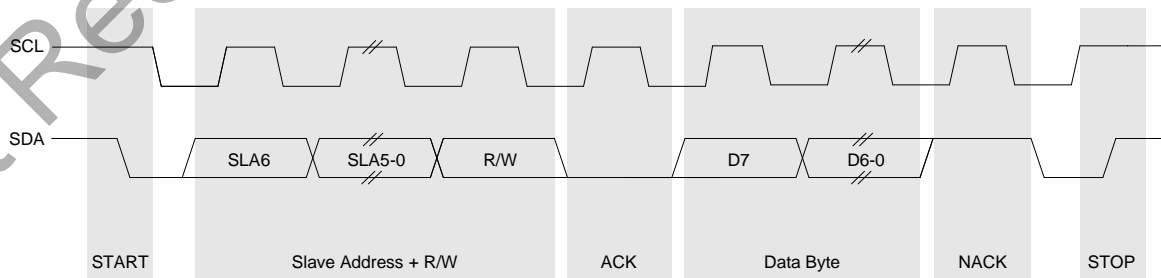 SCL
SDA
SLA6 SLA5-0 R/W D7 D6-0
START Slave Address + R/W ACK Data Byte NACK STOP